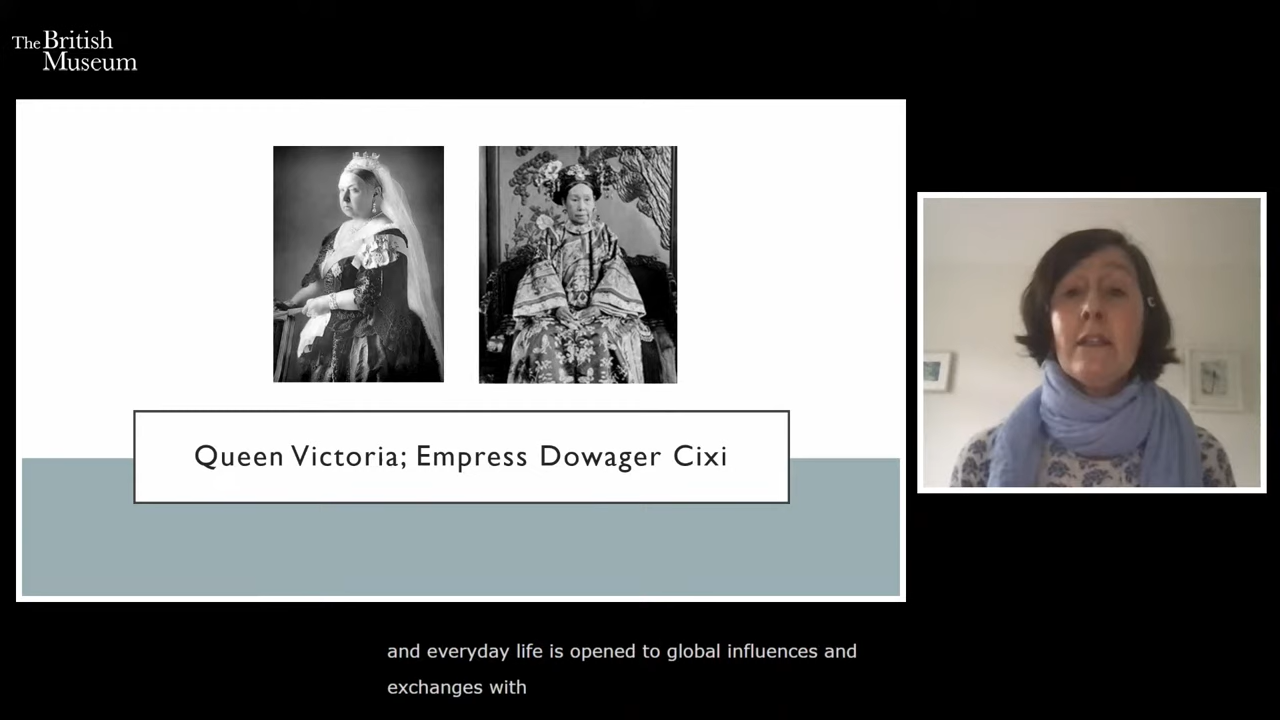 The British
Museum
Queen Victoria; Empress Dowager Cixi
and everyday life is opened to global influences and
exchanges with